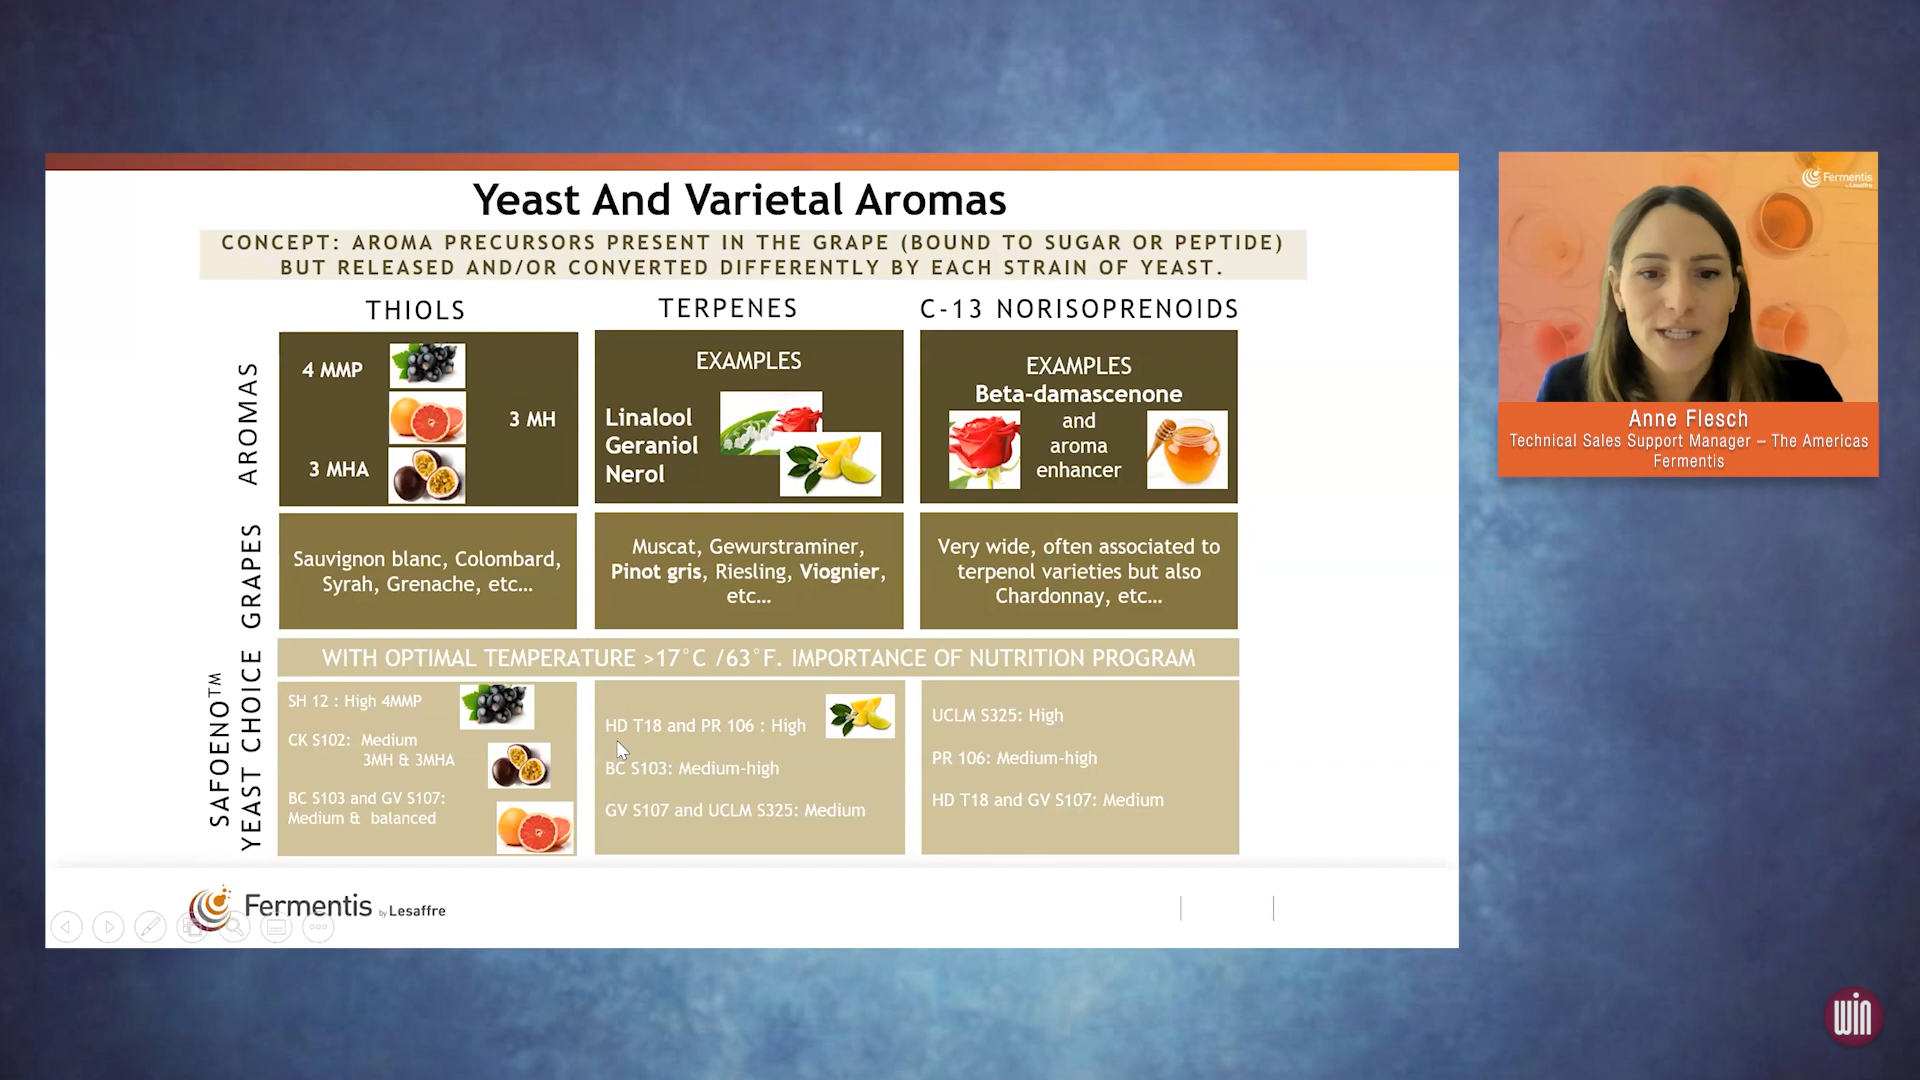 Yeast And Varietal Aromas
CONCEPT: AROMA PRECURSORS PRESENT IN THE GRAPE (BOUND TO SUGAR OR PEPTIDE)
BUT RELEASED AND/OR CONVERTED DIFFERENTLY BY EACH STRAIN OF YEAST.
THIOLS
TERPENES
C-13 NORISOPRENOIDS
AROMAS
4 MMP
3 MH
3 MHA
EXAMPLES
Linalool
Geraniol
Nerol
EXAMPLES
Beta-damascenone
and
aroma
enhancer
GRAPES
Sauvignon blanc, Colombard,
Syrah, Grenache, etc...
Muscat, Gewurstraminer,
Pinot gris, Riesling, Viognier,
etc...
Very wide, often associated to
terpenol varieties but also
Chardonnay, etc...
WITH OPTIMAL TEMPERATURE >17°C /63°F. IMPORTANCE OF NUTRITION PROGRAM
SAFOENO™
YEAST CHOICE
SH 12 : High 4MMP
CK S102: Medium
3MH & 3MHA
BC S103 and GV S107:
Medium & balanced
HD T18 and PR 106 : High
BC S103: Medium-high
GV S107 and UCLM S325: Medium
UCLM S325: High
PR 106: Medium-high
HD T18 and GV S107: Medium
Fermentis by Lesaffre
Fermentis
by Lesaffre
Anne Flesch
Technical Sales Support Manager – The Americas
Fermentis
win